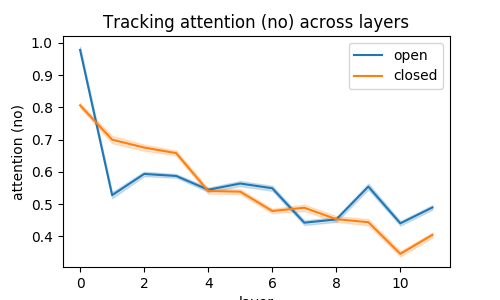 Tracking attention (no) across layers
open
closed
attention (no)
1.0
0.9
0.8
0.7
0.6
0.5
0.4
0 2 4 6 8 10